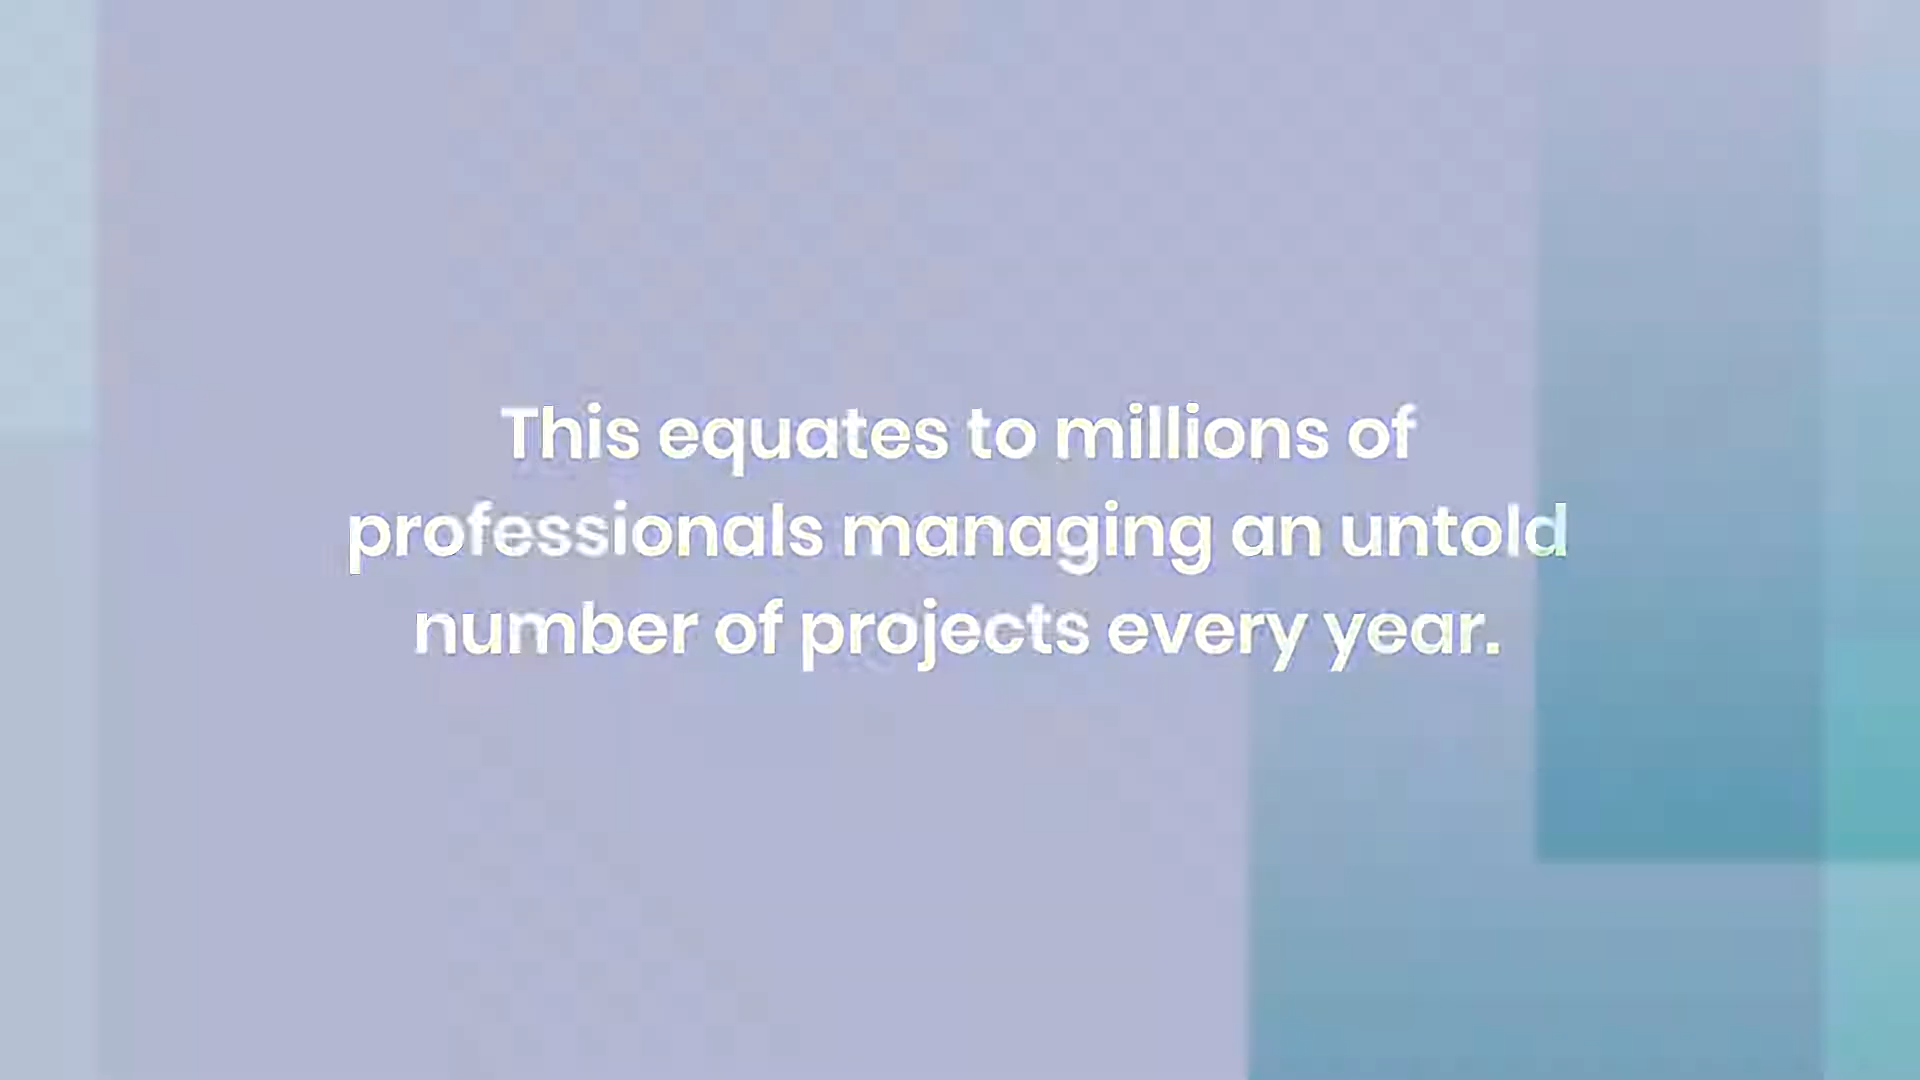 This equates to millions of
professionals managing an untold
number of projects every year.